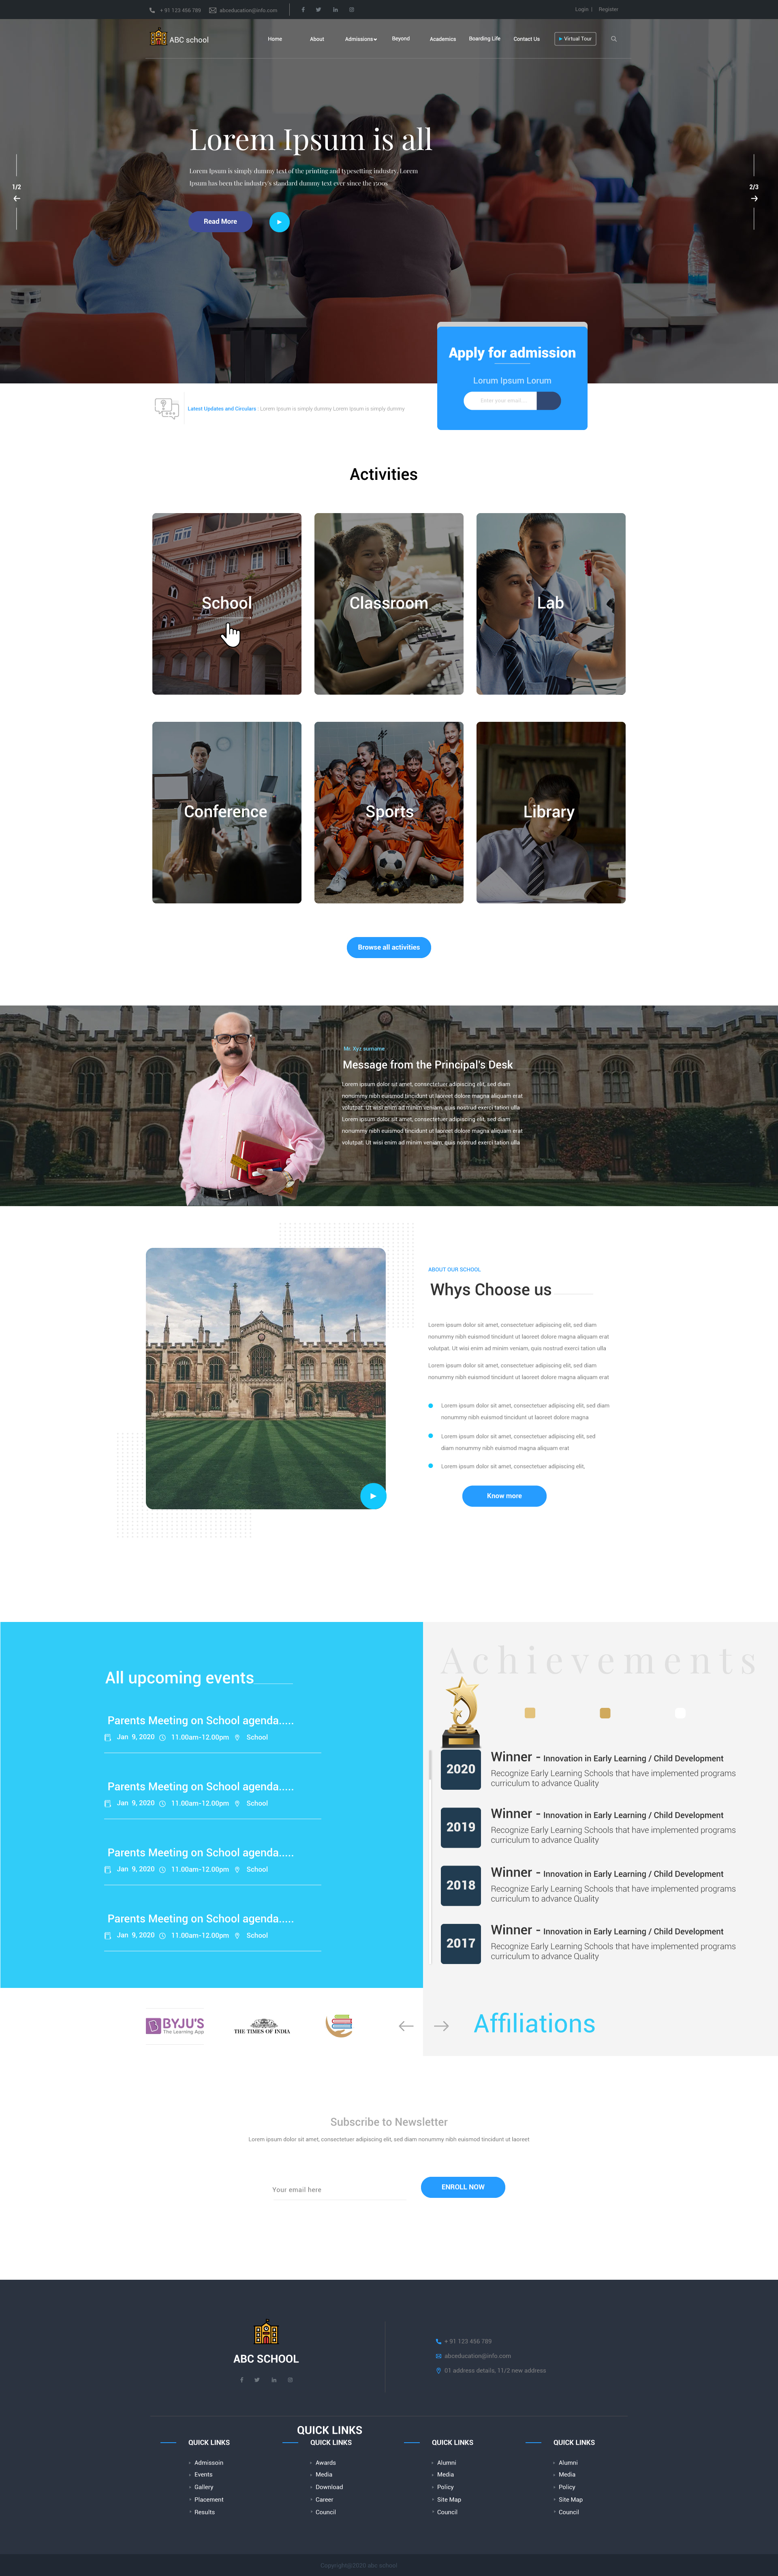 + 91 123 456 789
abceducation@info.com
Login |
Register
ABC school
Home
About
Admissions
Beyond
Academics
Boarding Life
Contact Us
Virtual Tour
Lorem Ipsum is all
Lorem Ipsum is simply dummy text of the printing and typesetting industry. Lorem
Ipsum has been the industry's standard dummy text ever since the 1500s
1/2
2/3
Read More
Apply for admission
Lorum Ipsum Lorum
Enter your email...
Latest Updates and Circulars : Lorem Ipsum is simply dummy Lorem Ipsum is simply dummy
Activities
School
Classroom
Lab
Conference
Sports
Library
Browse all activities
Mr. Xyz surname
Message from the Principal's Desk
Lorem ipsum dolor sit amet, consectetuer adipiscing elit, sed diam
nonummy nibh euismod tincidunt ut laoreet dolore magna aliquam erat
volutpat. Ut wisi enim ad minim veniam, quis nostrud exerci tation ulla
Lorem ipsum dolor sit amet, consectetuer adipiscing elit, sed diam
nonummy nibh euismod tincidunt ut laoreet dolore magna aliquam erat
volutpat. Ut wisi enim ad minim veniam, quis nostrud exerci tation ulla
ABOUT OUR SCHOOL
Whys Choose us
Lorem ipsum dolor sit amet, consectetuer adipiscing elit, sed diam
nonummy nibh euismod tincidunt ut laoreet dolore magna aliquam erat
volutpat. Ut wisi enim ad minim veniam, quis nostrud exerci tation ulla
Lorem ipsum dolor sit amet, consectetuer adipiscing elit, sed diam
nonummy nibh euismod tincidunt ut laoreet dolore magna aliquam erat
Lorem ipsum dolor sit amet, consectetuer adipiscing elit, sed diam
nonummy nibh euismod tincidunt ut laoreet dolore magna
Lorem ipsum dolor sit amet, consectetuer adipiscing elit, sed
diam nonummy nibh euismod magna aliquam erat
Lorem ipsum dolor sit amet, consectetuer adipiscing elit,
Know more
All upcoming events
Parents Meeting on School agenda.....
Jan 9, 2020 11.00am-12.00pm School
Parents Meeting on School agenda.....
Jan 9, 2020 11.00am-12.00pm School
Parents Meeting on School agenda.....
Jan 9, 2020 11.00am-12.00pm School
Parents Meeting on School agenda.....
Jan 9, 2020 11.00am-12.00pm School
Achievements
2020
Winner - Innovation in Early Learning / Child Development
Recognize Early Learning Schools that have implemented programs
curriculum to advance Quality
2019
Winner - Innovation in Early Learning / Child Development
Recognize Early Learning Schools that have implemented programs
curriculum to advance Quality
2018
Winner - Innovation in Early Learning / Child Development
Recognize Early Learning Schools that have implemented programs
curriculum to advance Quality
2017
Winner - Innovation in Early Learning / Child Development
Recognize Early Learning Schools that have implemented programs
curriculum to advance Quality
BYJU'S
The Learning App
THE TIMES OF INDIA
Affiliations
Subscribe to Newsletter
Lorem ipsum dolor sit amet, consectetuer adipiscing elit, sed diam nonummy nibh euismod tincidunt ut laoreet
Your email here
ENROLL NOW
ABC SCHOOL
+ 91 123 456 789
abceducation@info.com
01 address details, 11/2 new address
QUICK LINKS
QUICK LINKS
Admissoin
Events
Gallery
Placement
Results
QUICK LINKS
Awards
Media
Download
Career
Council
QUICK LINKS
Alumni
Media
Policy
Site Map
Council
QUICK LINKS
Alumni
Media
Policy
Site Map
Council
Copyright@2020 abc school